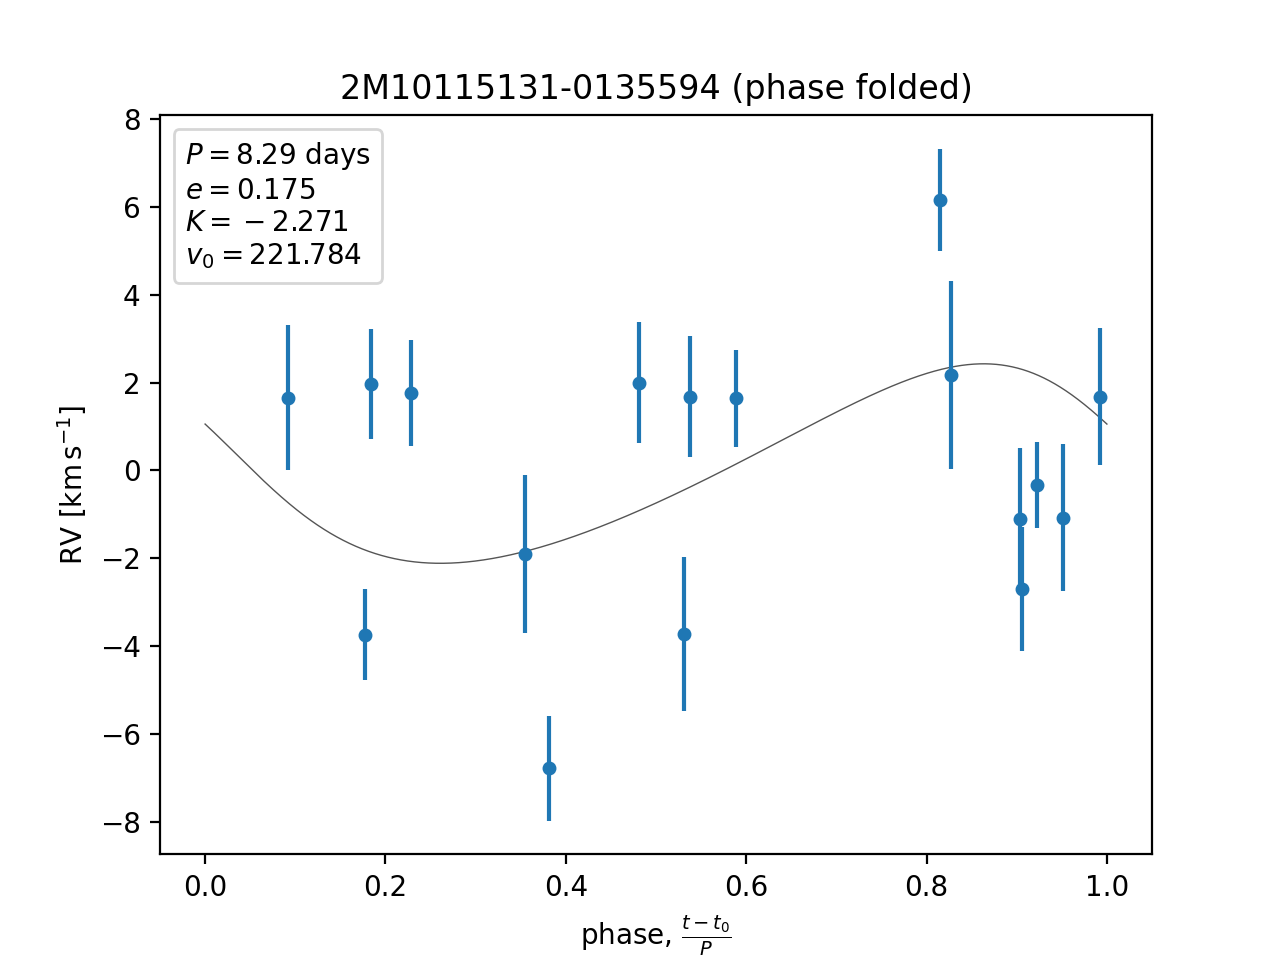 2M10115131-0135594 (phase folded)
P = 8.29 days
e = 0.175
K = −2.271
v₀ = 221.784
8
6
4
2
0
−2
−4
−6
−8
RV [km s⁻¹]
0.0 0.2 0.4 0.6 0.8 1.0
phase, (t − t₀)/P